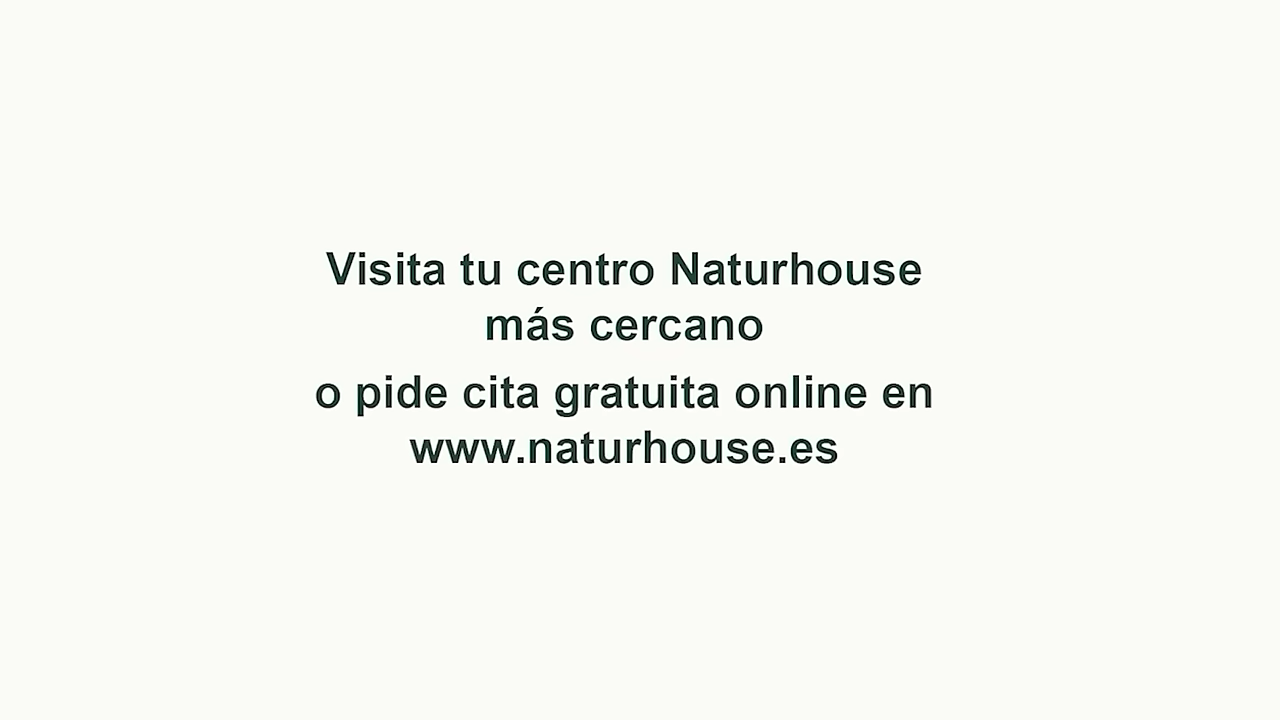 Visita tu centro Naturhouse
más cercano
o pide cita gratuita online en
www.naturhouse.es